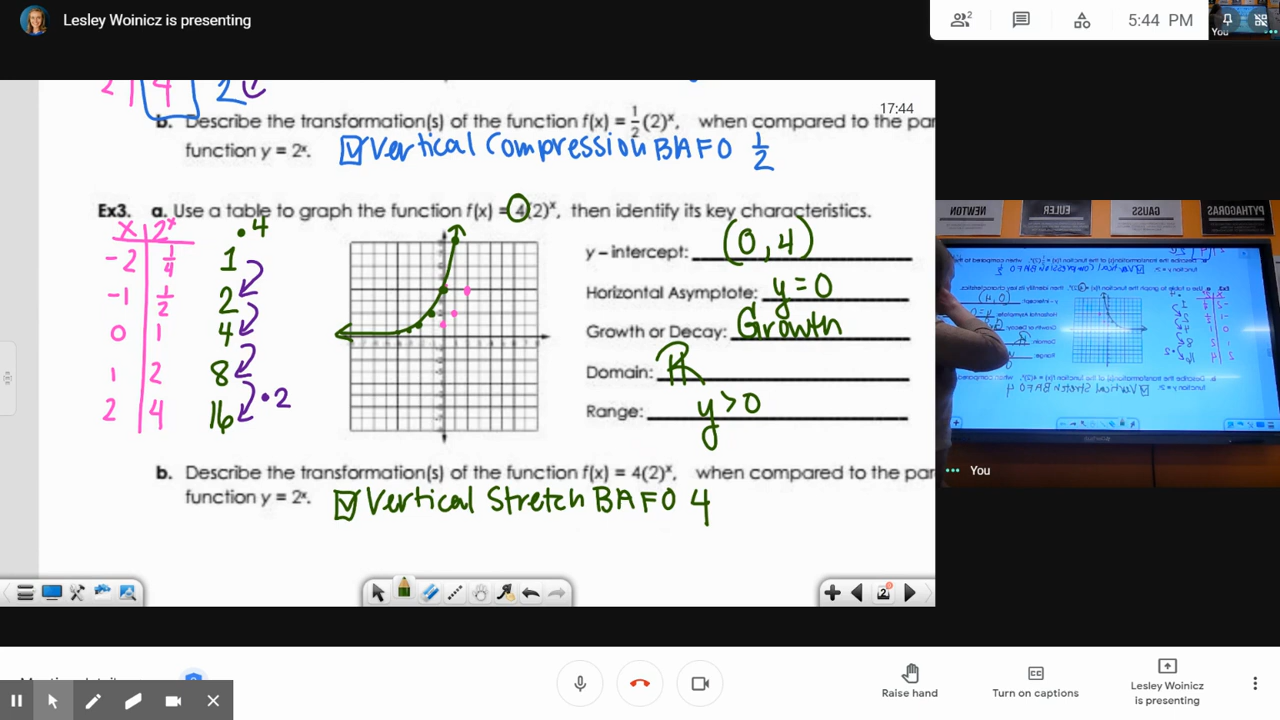 Lesley Woinicz is presenting
2
5:44 PM
You
2 4 2
17:44
b. Describe the transformation(s) of the function f(x) = 1/2 (2)ˣ, when compared to the par
function y = 2ˣ. Vertical Compression BAFO 1/2
Ex3. a. Use a table to graph the function f(x) = 4(2)ˣ, then identify its key characteristics.
x 2ˣ •4
-2 1/4 1
-1 1/2 2
0 1 4
1 2 8
2 4 16 •2
y – intercept: (0,4)
Horizontal Asymptote: y=0
Growth or Decay: Growth
Domain: ℝ
Range: y>0
b. Describe the transformation(s) of the function f(x) = 4(2)ˣ, when compared to the par
function y = 2ˣ. Vertical Stretch BAFO 4
NEWTON
EULER
GAUSS
PYTHAGORAS
You
2
Raise hand
Turn on captions
Lesley Woinicz
is presenting